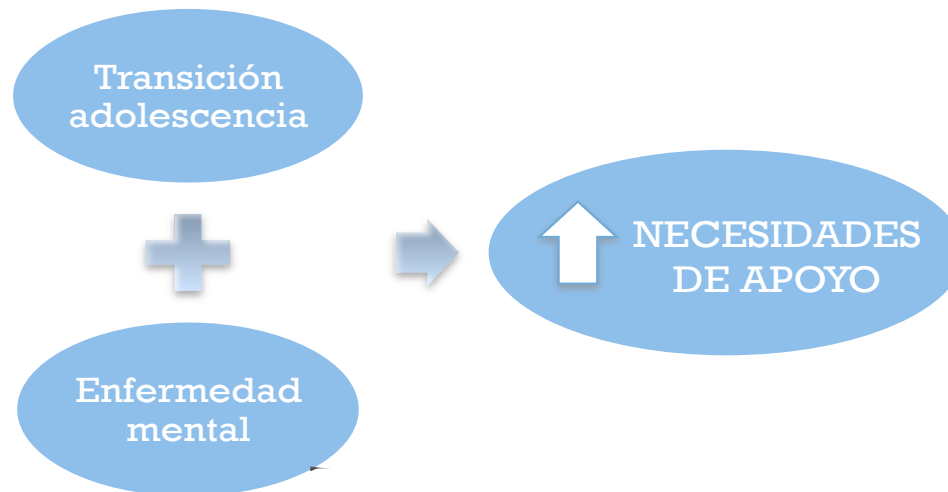 Transición
adolescencia
Enfermedad
mental
NECESIDADES
DE APOYO